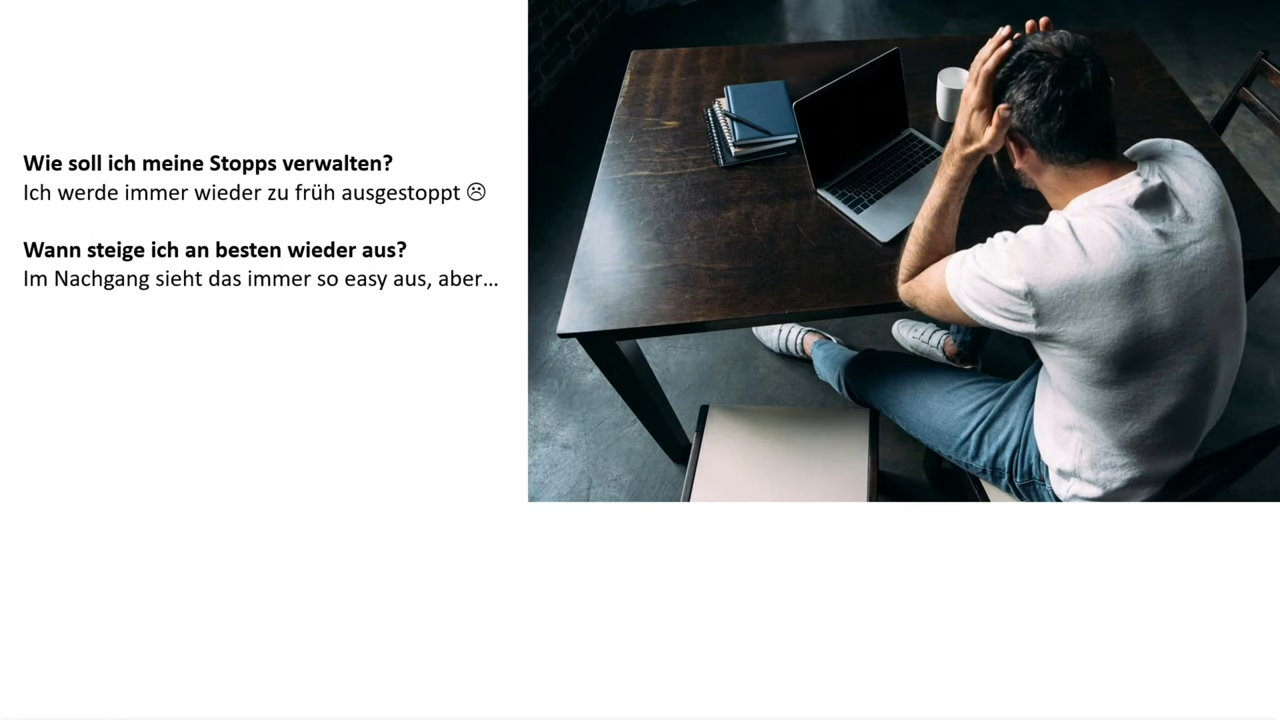 Wie soll ich meine Stopps verwalten?
Ich werde immer wieder zu früh ausgestoppt ☹
Wann steige ich an besten wieder aus?
Im Nachgang sieht das immer so easy aus, aber…